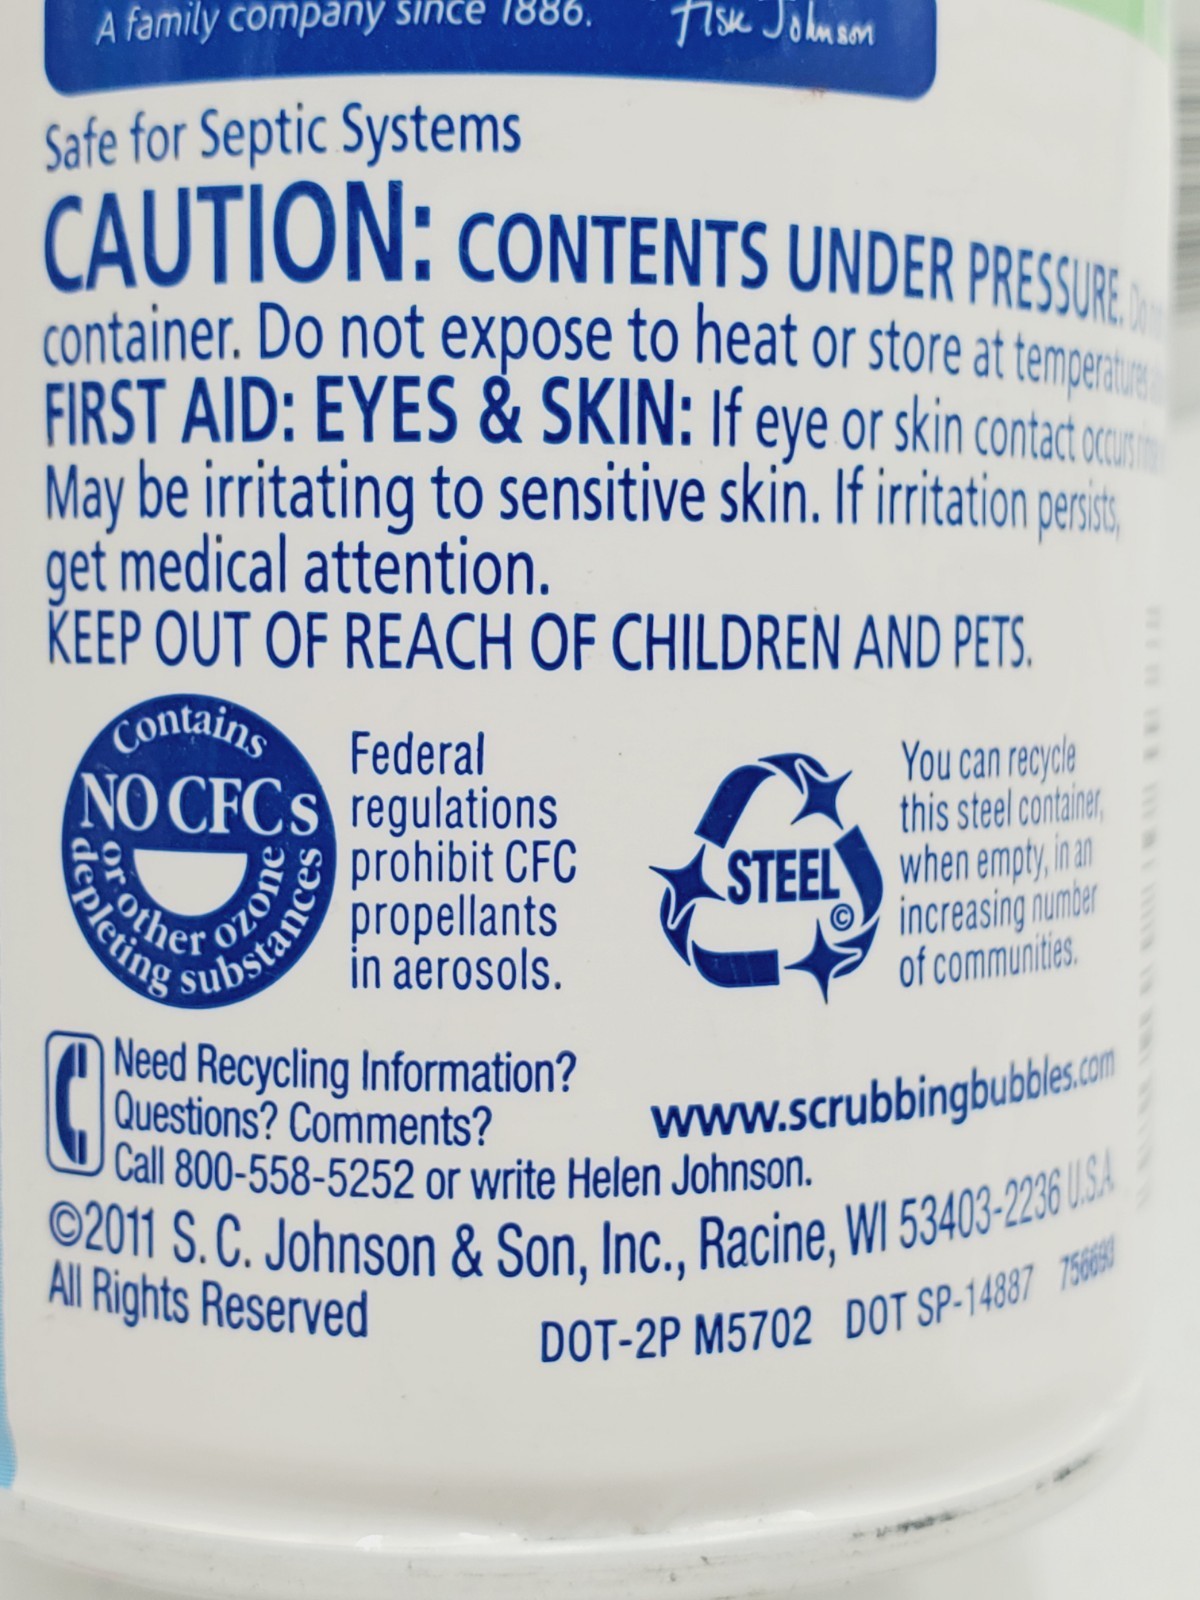 A family company since 1886.
Fisk Johnson
Safe for Septic Systems
CAUTION: CONTENTS UNDER PRESSURE. Do
container. Do not expose to heat or store at temperatures
FIRST AID: EYES & SKIN: If eye or skin contact occurs
May be irritating to sensitive skin. If irritation persists,
get medical attention.
KEEP OUT OF REACH OF CHILDREN AND PETS.
Contains
NO CFCs
or other ozone
depleting substances
Federal
regulations
prohibit CFC
propellants
in aerosols.
STEEL
©
You can recycle
this steel container,
when empty, in an
increasing number
of communities.
Need Recycling Information?
Questions? Comments?
Call 800-558-5252 or write Helen Johnson.
www.scrubbingbubbles.com
©2011 S. C. Johnson & Son, Inc., Racine, WI 53403-2236 U.S.A.
All Rights Reserved
DOT-2P M5702 DOT SP-14887